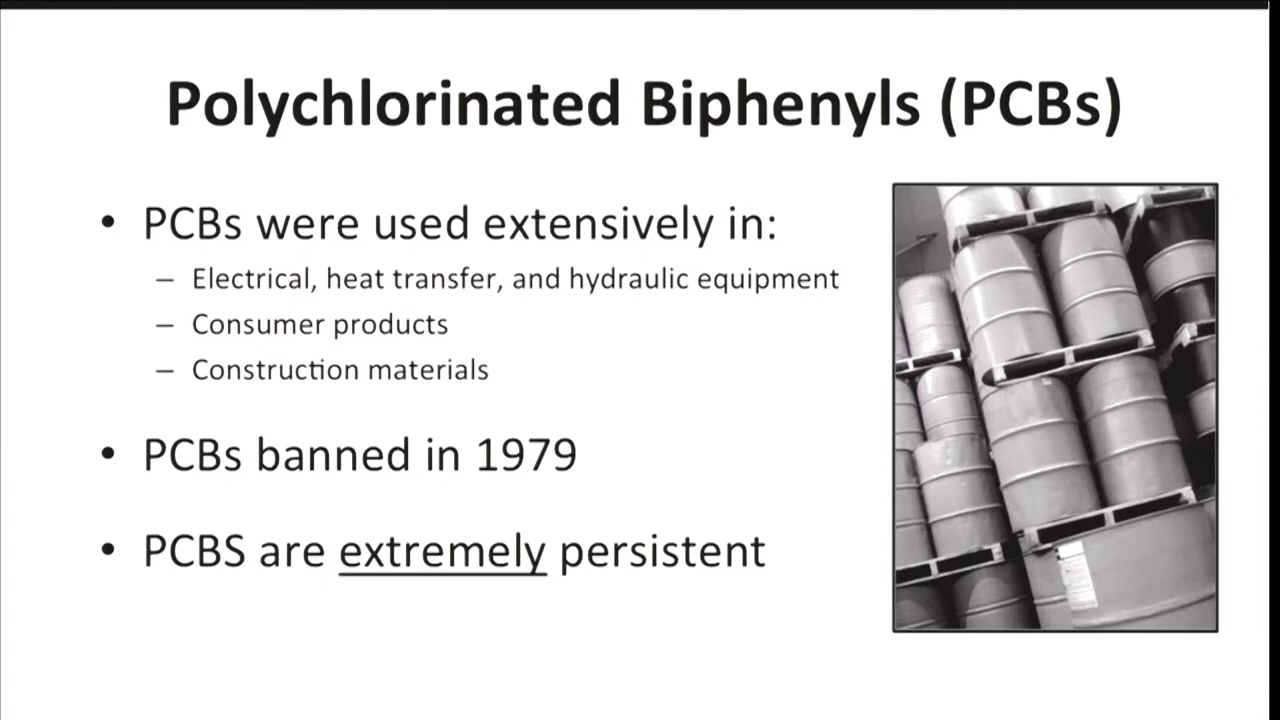 Polychlorinated Biphenyls (PCBs)
• PCBs were used extensively in:
– Electrical, heat transfer, and hydraulic equipment
– Consumer products
– Construction materials
• PCBs banned in 1979
• PCBS are extremely persistent